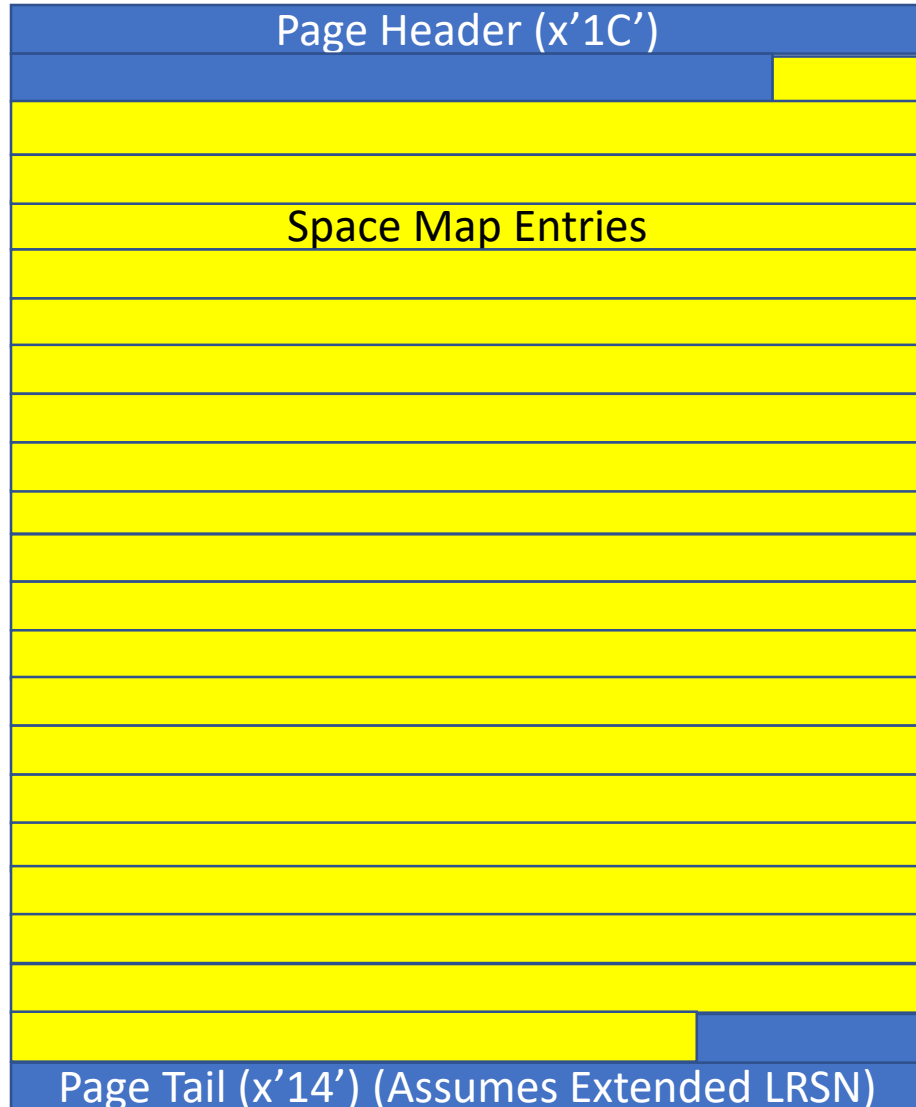 Page Header (x’1C’)
Space Map Entries
Page Tail (x’14’) (Assumes Extended LRSN)